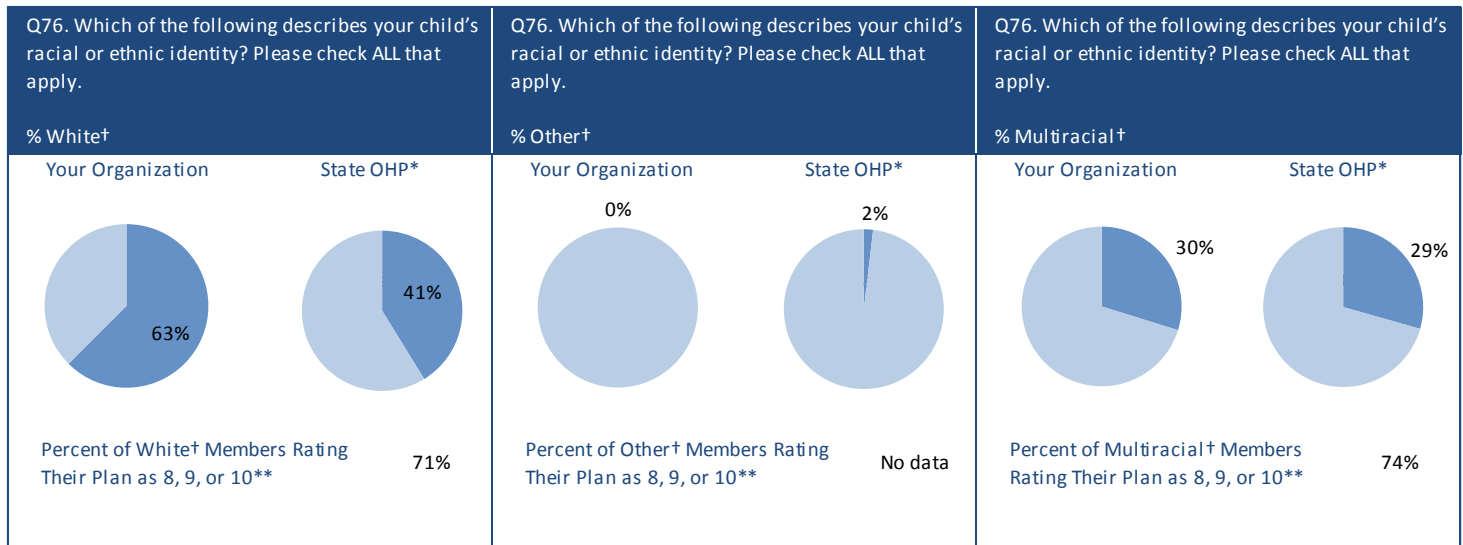 Q76. Which of the following describes your child's
racial or ethnic identity? Please check ALL that
apply.
% White†
Your Organization
State OHP*
63%
41%
Percent of White† Members Rating
Their Plan as 8, 9, or 10**
71%
Q76. Which of the following describes your child's
racial or ethnic identity? Please check ALL that
apply.
% Other†
Your Organization
State OHP*
0%
2%
Percent of Other† Members Rating
Their Plan as 8, 9, or 10**
No data
Q76. Which of the following describes your child's
racial or ethnic identity? Please check ALL that
apply.
% Multiracial†
Your Organization
State OHP*
30%
29%
Percent of Multiracial† Members
Rating Their Plan as 8, 9, or 10**
74%